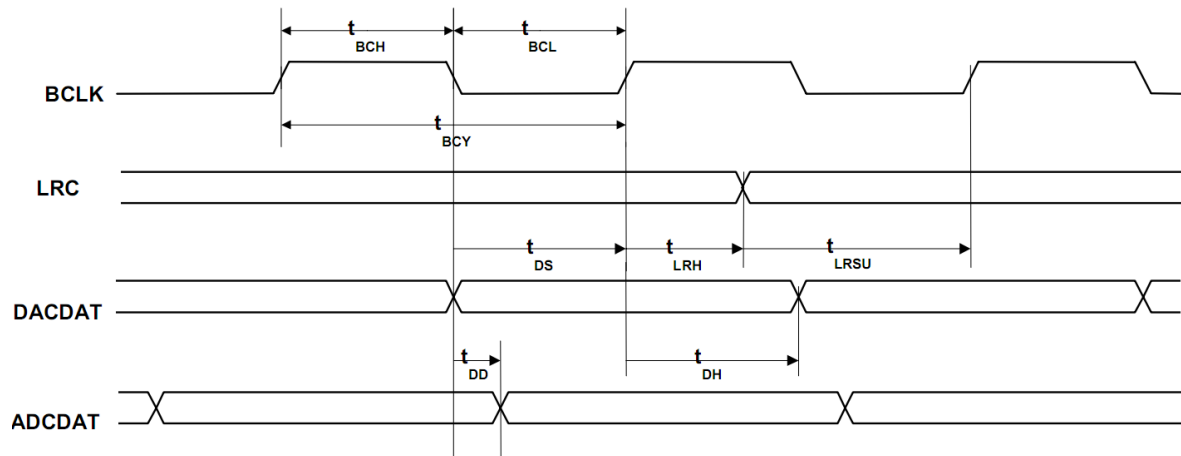 t BCH
t BCL
BCLK
t BCY
LRC
t DS
t LRH
t LRSU
DACDAT
t DD
t DH
ADCDAT